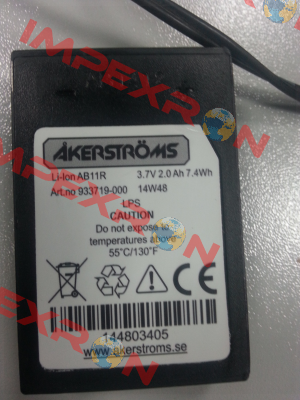 IMPEXRON
ÅKERSTRÖMS
Li-Ion AB11R 3.7V 2.0 Ah 7.4Wh
Art.no 933719-000 14W48
LPS
CAUTION
Do not expose to
temperatures above
55°C/130°F
144803405
www.akerstroms.se
IMPEXRON